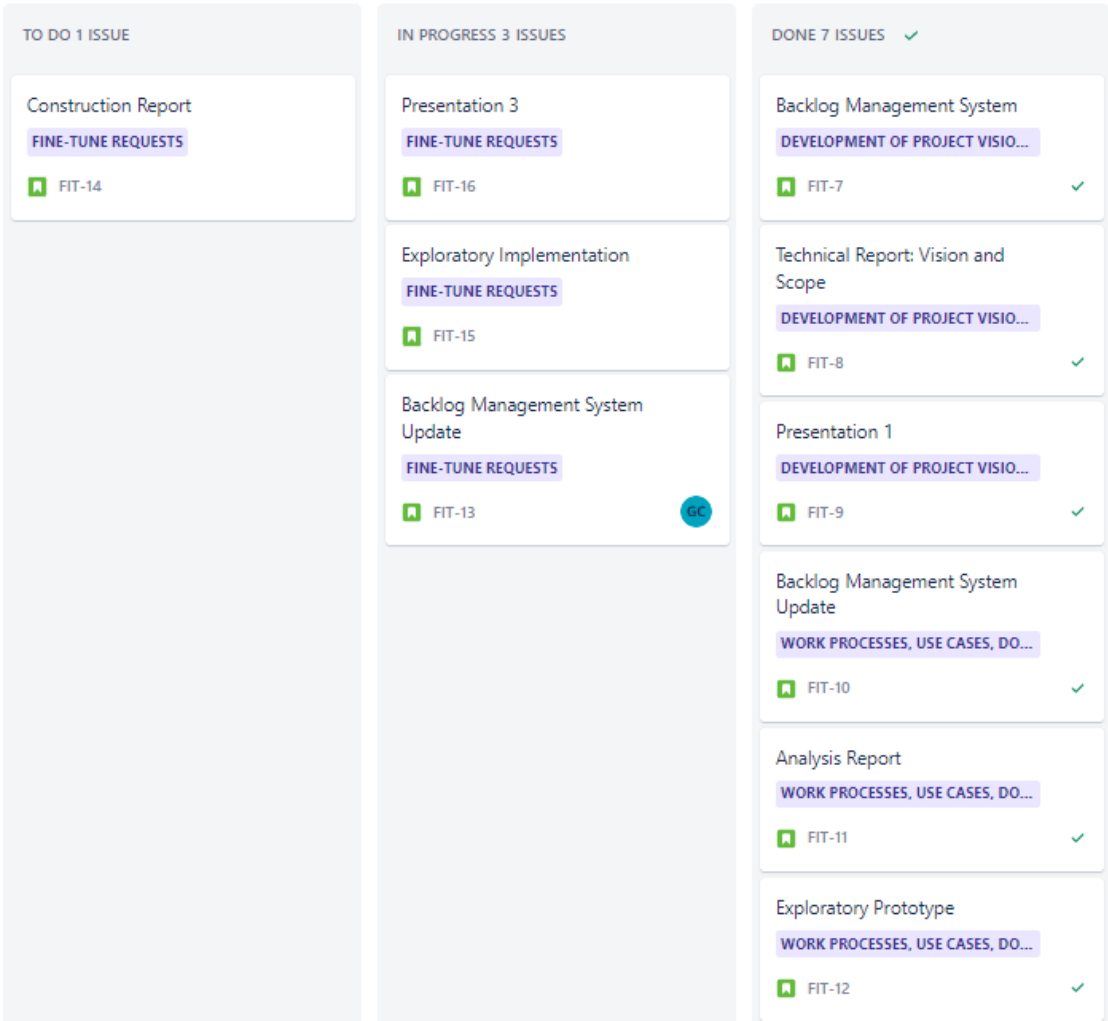 TO DO 1 ISSUE
Construction Report
FINE-TUNE REQUESTS
FIT-14
IN PROGRESS 3 ISSUES
Presentation 3
FINE-TUNE REQUESTS
FIT-16
Exploratory Implementation
FINE-TUNE REQUESTS
FIT-15
Backlog Management System
Update
FINE-TUNE REQUESTS
FIT-13
GC
DONE 7 ISSUES
Backlog Management System
DEVELOPMENT OF PROJECT VISIO...
FIT-7
Technical Report: Vision and
Scope
DEVELOPMENT OF PROJECT VISIO...
FIT-8
Presentation 1
DEVELOPMENT OF PROJECT VISIO...
FIT-9
Backlog Management System
Update
WORK PROCESSES, USE CASES, DO...
FIT-10
Analysis Report
WORK PROCESSES, USE CASES, DO...
FIT-11
Exploratory Prototype
WORK PROCESSES, USE CASES, DO...
FIT-12